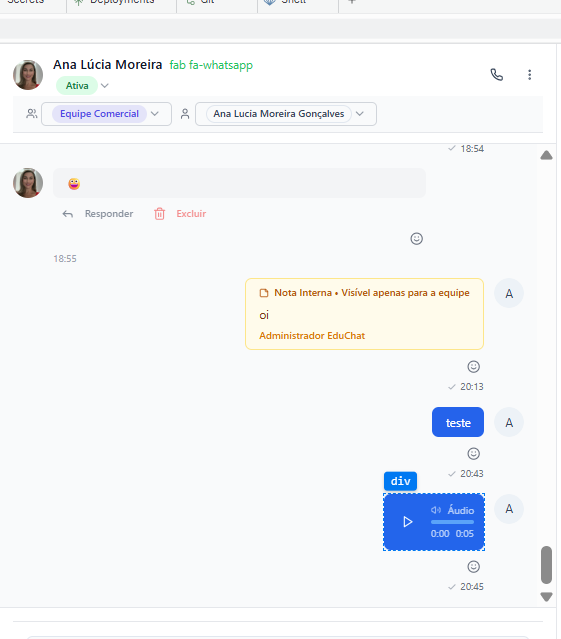 Secrets Deployments Git Shell
Ana Lúcia Moreira fab fa-whatsapp
Ativa
Equipe Comercial Ana Lucia Moreira Gonçalves
18:54
Responder Excluir
18:55
Nota Interna • Visível apenas para a equipe A
oi
Administrador EduChat
20:13
teste A
20:43
div
Áudio A
0:00 0:05
20:45